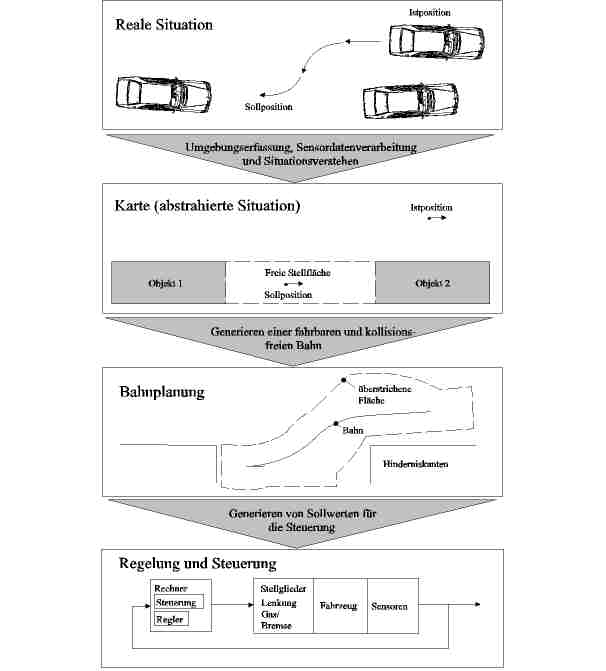 Reale Situation
Istposition
Sollposition
Umgebungserfassung, Sensordatenverarbeitung
und Situationsverstehen
Karte (abstrahierte Situation)
Istposition
Objekt 1
Freie Stellfläche
Sollposition
Objekt 2
Generieren einer fahrbaren und kollisions-
freien Bahn
Bahnplanung
überstrichene
Fläche
Bahn
Hinderniskanten
Generieren von Sollwerten für
die Steuerung
Regelung und Steuerung
Rechner
Steuerung
Regler
Stellglieder
Lenkung
Gas/
Bremse
Fahrzeug
Sensoren